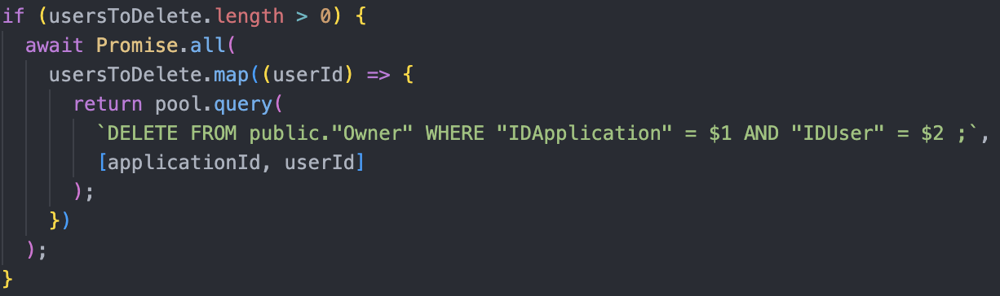 if (usersToDelete.length > 0) {
  await Promise.all(
    usersToDelete.map((userId) => {
      return pool.query(
        `DELETE FROM public."Owner" WHERE "IDApplication" = $1 AND "IDUser" = $2 ;`,
        [applicationId, userId]
      );
    })
  );
}